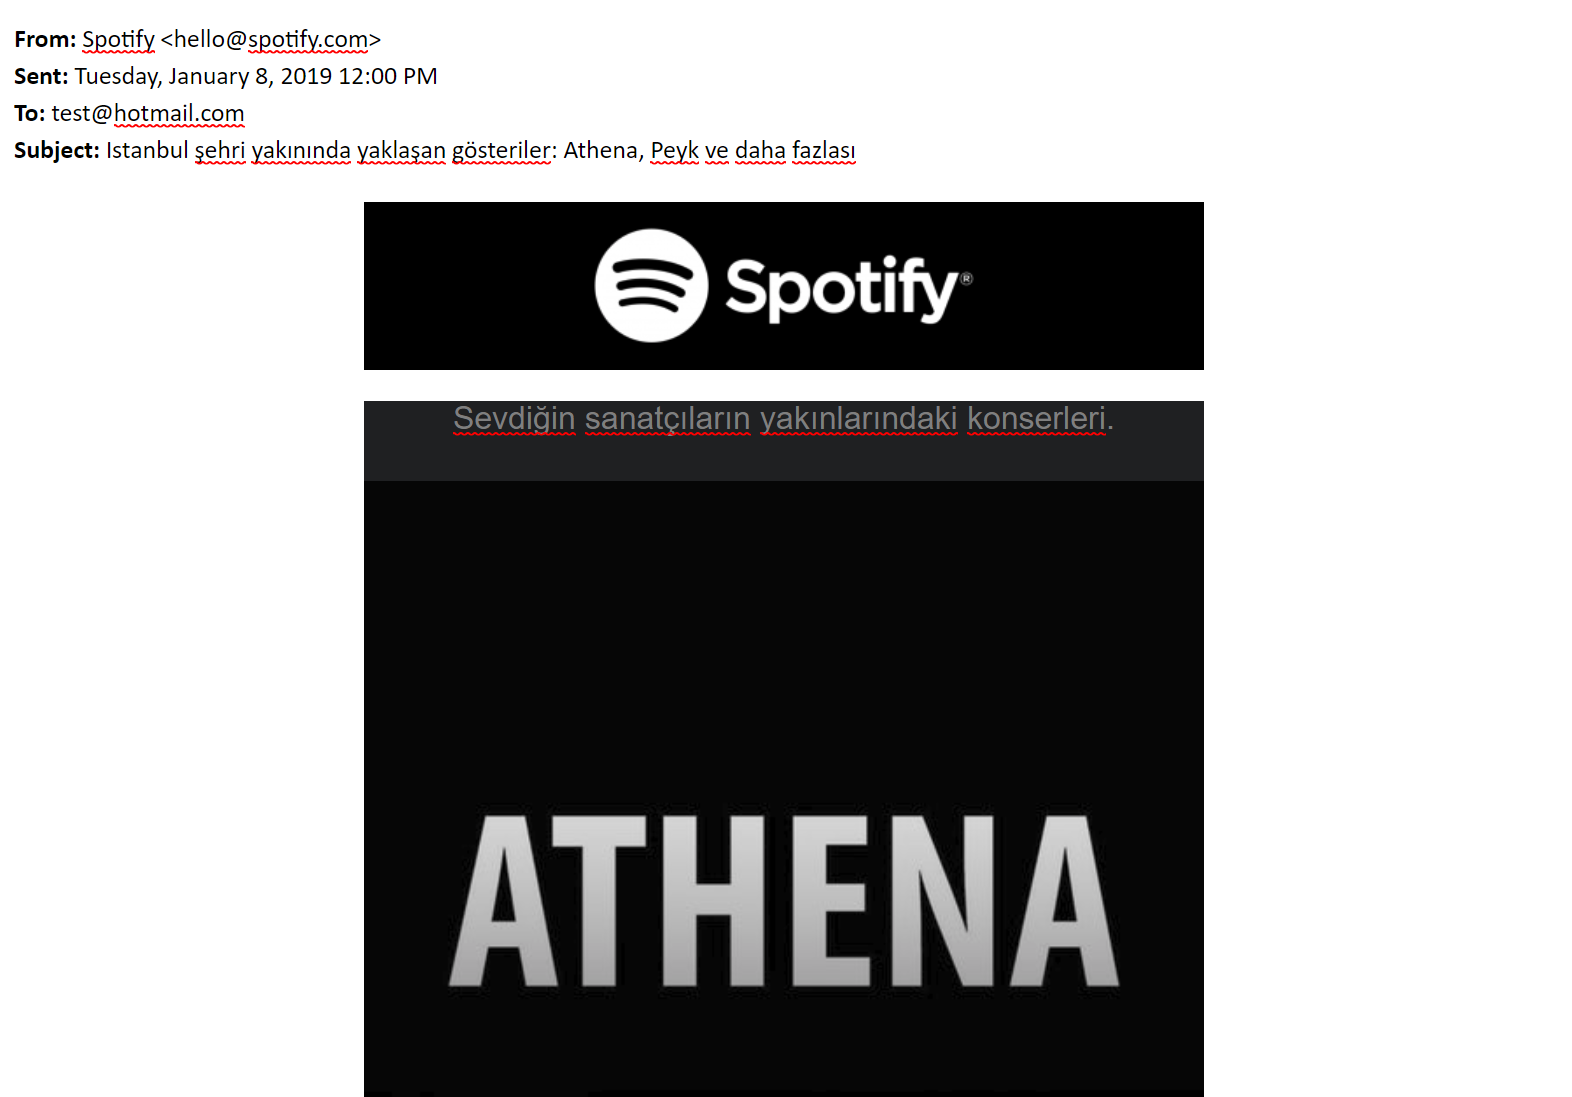 From: Spotify <hello@spotify.com>
Sent: Tuesday, January 8, 2019 12:00 PM
To: test@hotmail.com
Subject: Istanbul şehri yakınında yaklaşan gösteriler: Athena, Peyk ve daha fazlası
Spotify®
Sevdiğin sanatçıların yakınlarındaki konserleri.
ATHENA